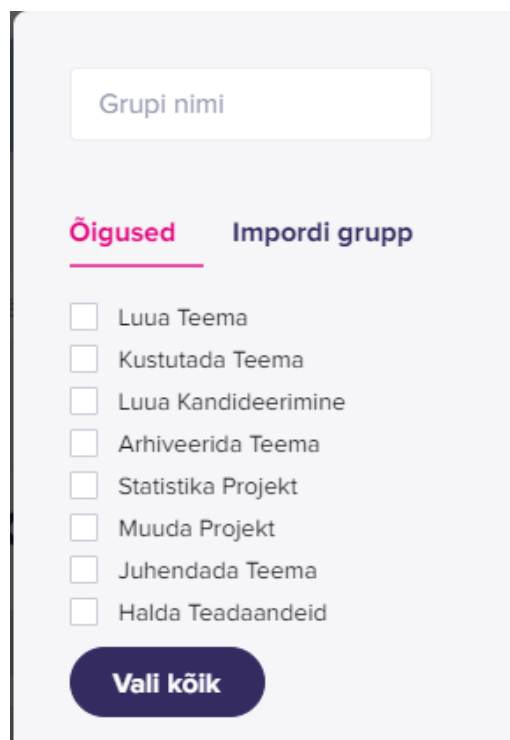 Grupi nimi
Õigused Impordi grupp
Luua Teema
Kustutada Teema
Luua Kandideerimine
Arhiveerida Teema
Statistika Projekt
Muuda Projekt
Juhendada Teema
Halda Teadaandeid
Vali kõik